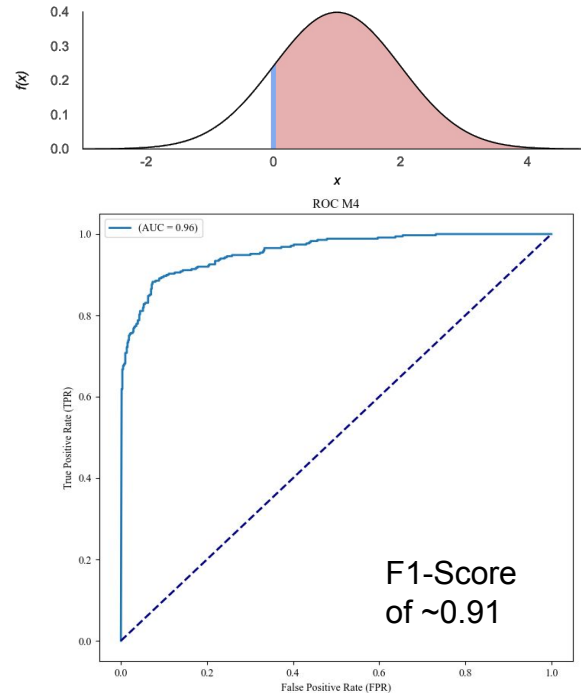 0.4
0.3
f(x)
0.2
0.1
0.0
-2
0
2
4
x
ROC M4
(AUC = 0.96)
1.0
0.8
0.6
True Positive Rate (TPR)
0.4
0.2
0.0
F1-Score
of ~0.91
0.0
0.2
0.4
0.6
0.8
1.0
False Positive Rate (FPR)